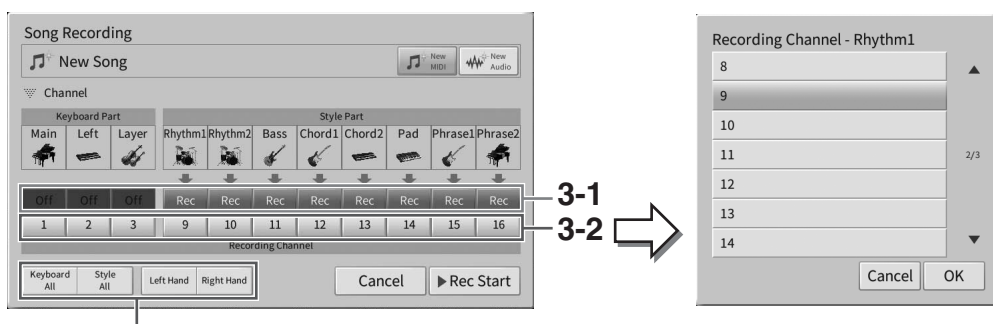 Song Recording
New Song
New MIDI
New Audio
Channel
Keyboard Part Style Part
Main Left Layer Rhythm1 Rhythm2 Bass Chord1 Chord2 Pad Phrase1 Phrase2
Off Off Off Rec Rec Rec Rec Rec Rec Rec Rec
3-1
1 2 3 9 10 11 12 13 14 15 16
3-2
Recording Channel
Keyboard All
Style All
Left Hand Right Hand Cancel Rec Start
Recording Channel - Rhythm1
8
9
10
11
2/3
12
13
14
Cancel OK